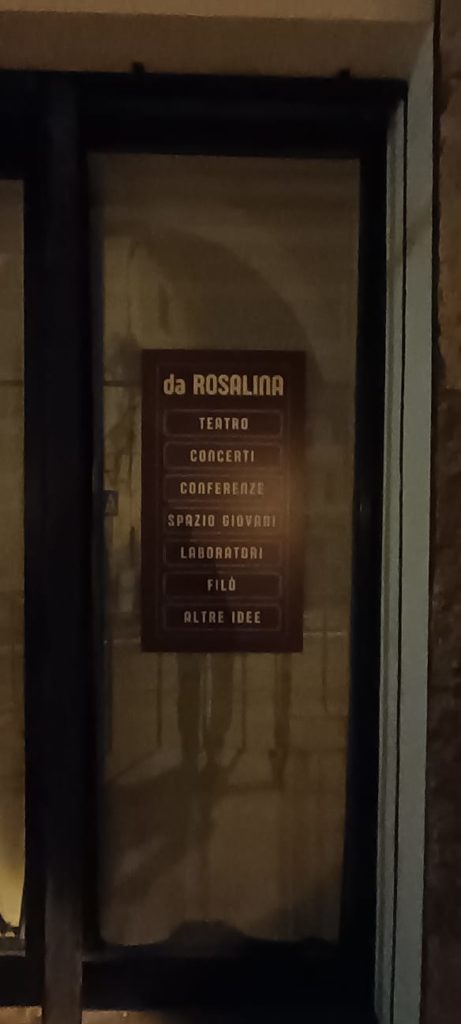 da ROSALINA
TEATRO
CONCERTI
CONFERENZE
SPAZIO GIOVANI
LABORATORI
FILÒ
ALTRE IDEE